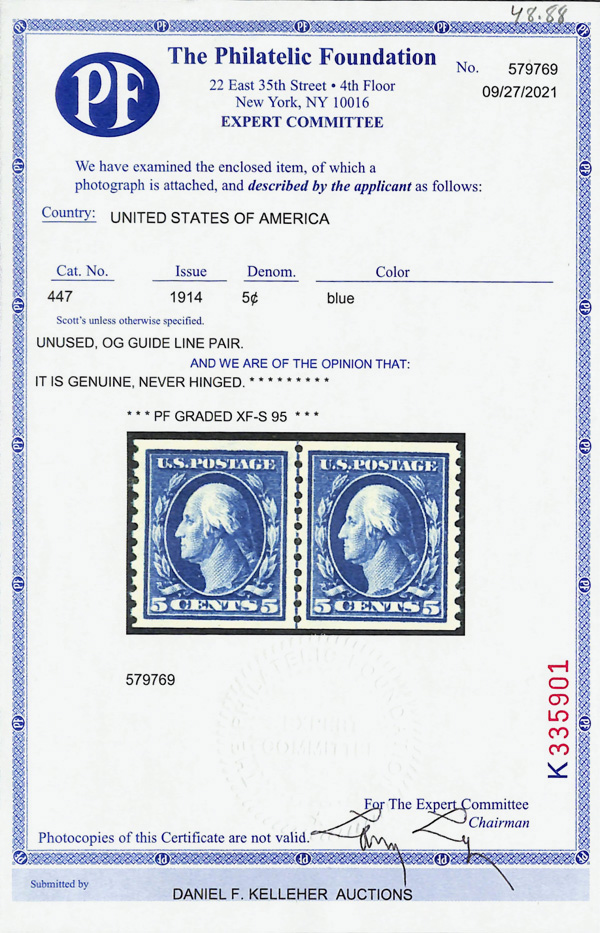 48.88
PF
The Philatelic Foundation
22 East 35th Street • 4th Floor
New York, NY 10016
EXPERT COMMITTEE
No. 579769
09/27/2021
We have examined the enclosed item, of which a
photograph is attached, and described by the applicant as follows:
Country: UNITED STATES OF AMERICA
Cat. No. Issue Denom. Color
447 1914 5¢ blue
Scott's unless otherwise specified.
UNUSED, OG GUIDE LINE PAIR.
AND WE ARE OF THE OPINION THAT:
IT IS GENUINE, NEVER HINGED. * * * * * * * * *
* * * PF GRADED XF-S 95 * * *
U.S. POSTAGE U.S. POSTAGE
5 CENTS 5 5 CENTS 5
579769
K335901
For The Expert Committee
Chairman
Photocopies of this Certificate are not valid.
Submitted by
DANIEL F. KELLEHER AUCTIONS